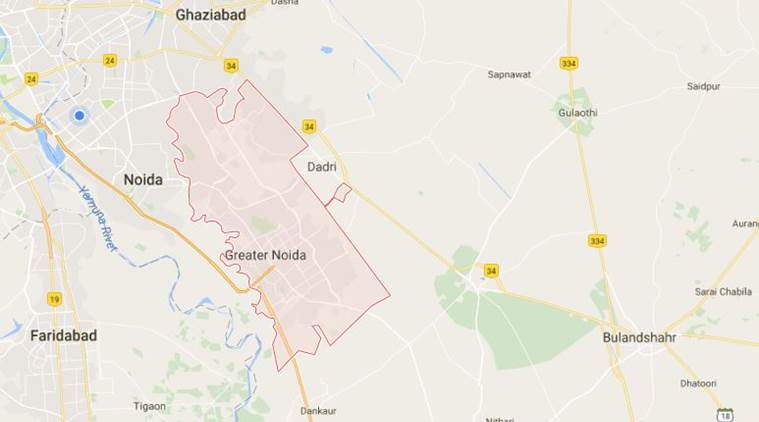 Dasna
Ghaziabad
24
34
24
334
Sapnawat
Saidpur
Gulaothi
34
Dadri
Noida
Yamuna River
Aurang
334
Greater Noida
34
Sarai Chabila
19
Faridabad
Bulandshahr
Dhatoori
Tigaon
Dankaur
18